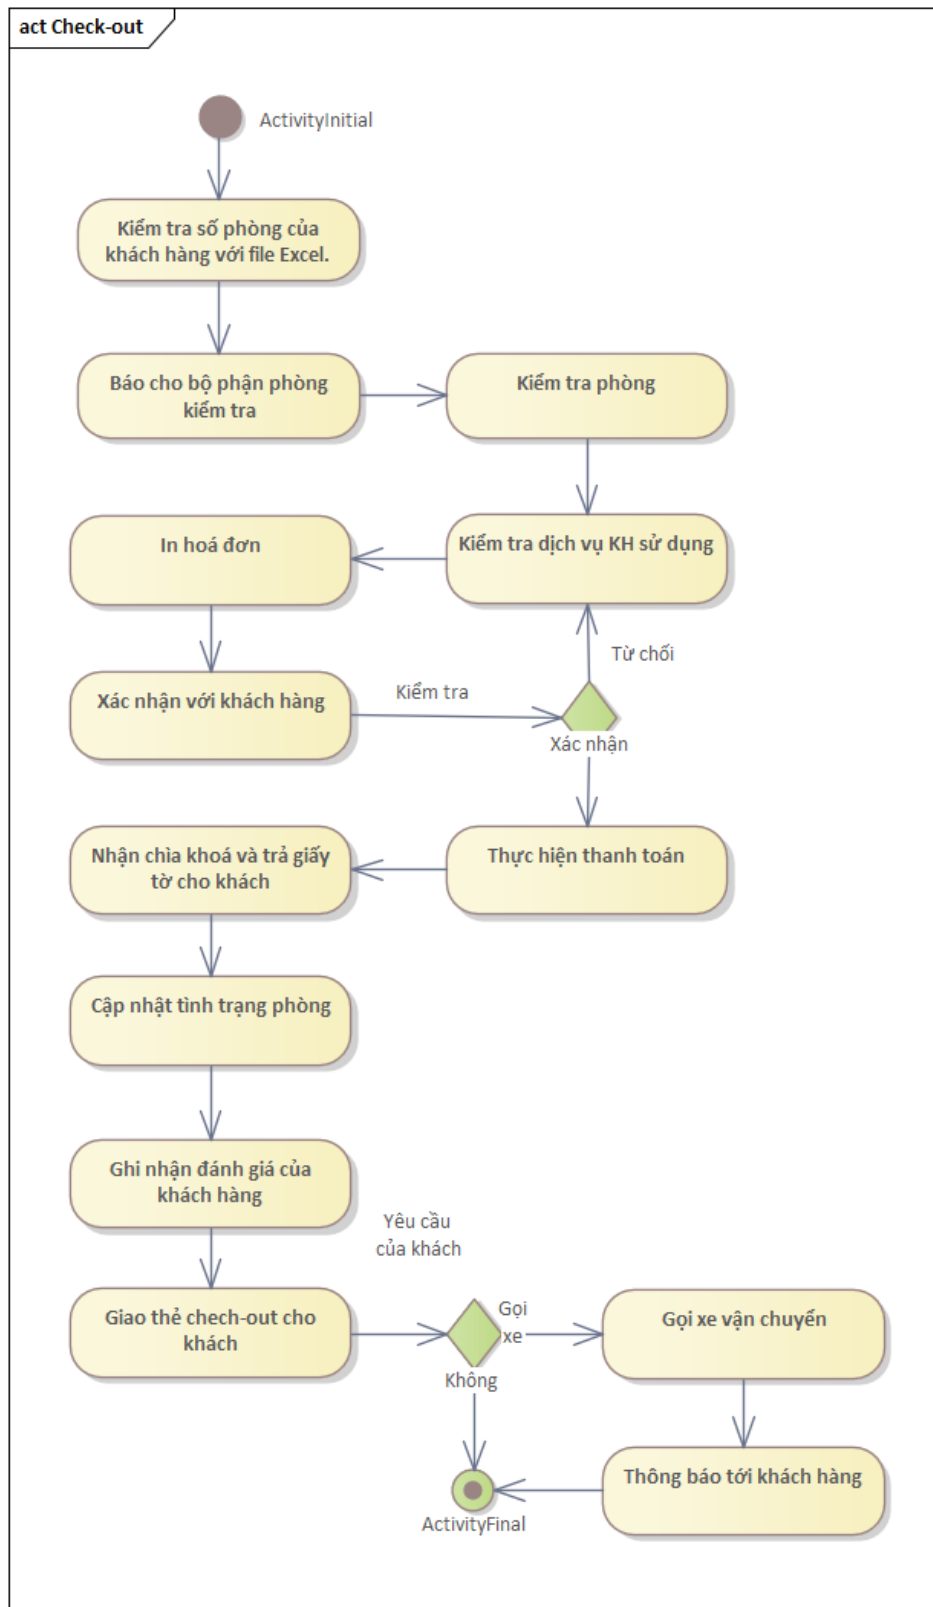 act Check-out
ActivityInitial
Kiểm tra số phòng của
khách hàng với file Excel.
Báo cho bộ phận phòng
kiểm tra
Kiểm tra phòng
In hoá đơn
Kiểm tra dịch vụ KH sử dụng
Từ chối
Xác nhận với khách hàng
Kiểm tra
Xác nhận
Nhận chìa khoá và trả giấy
tờ cho khách
Thực hiện thanh toán
Cập nhật tình trạng phòng
Ghi nhận đánh giá của
khách hàng
Yêu cầu
của khách
Giao thẻ chech-out cho
khách
Gọi
xe
Gọi xe vận chuyển
Không
Thông báo tới khách hàng
ActivityFinal